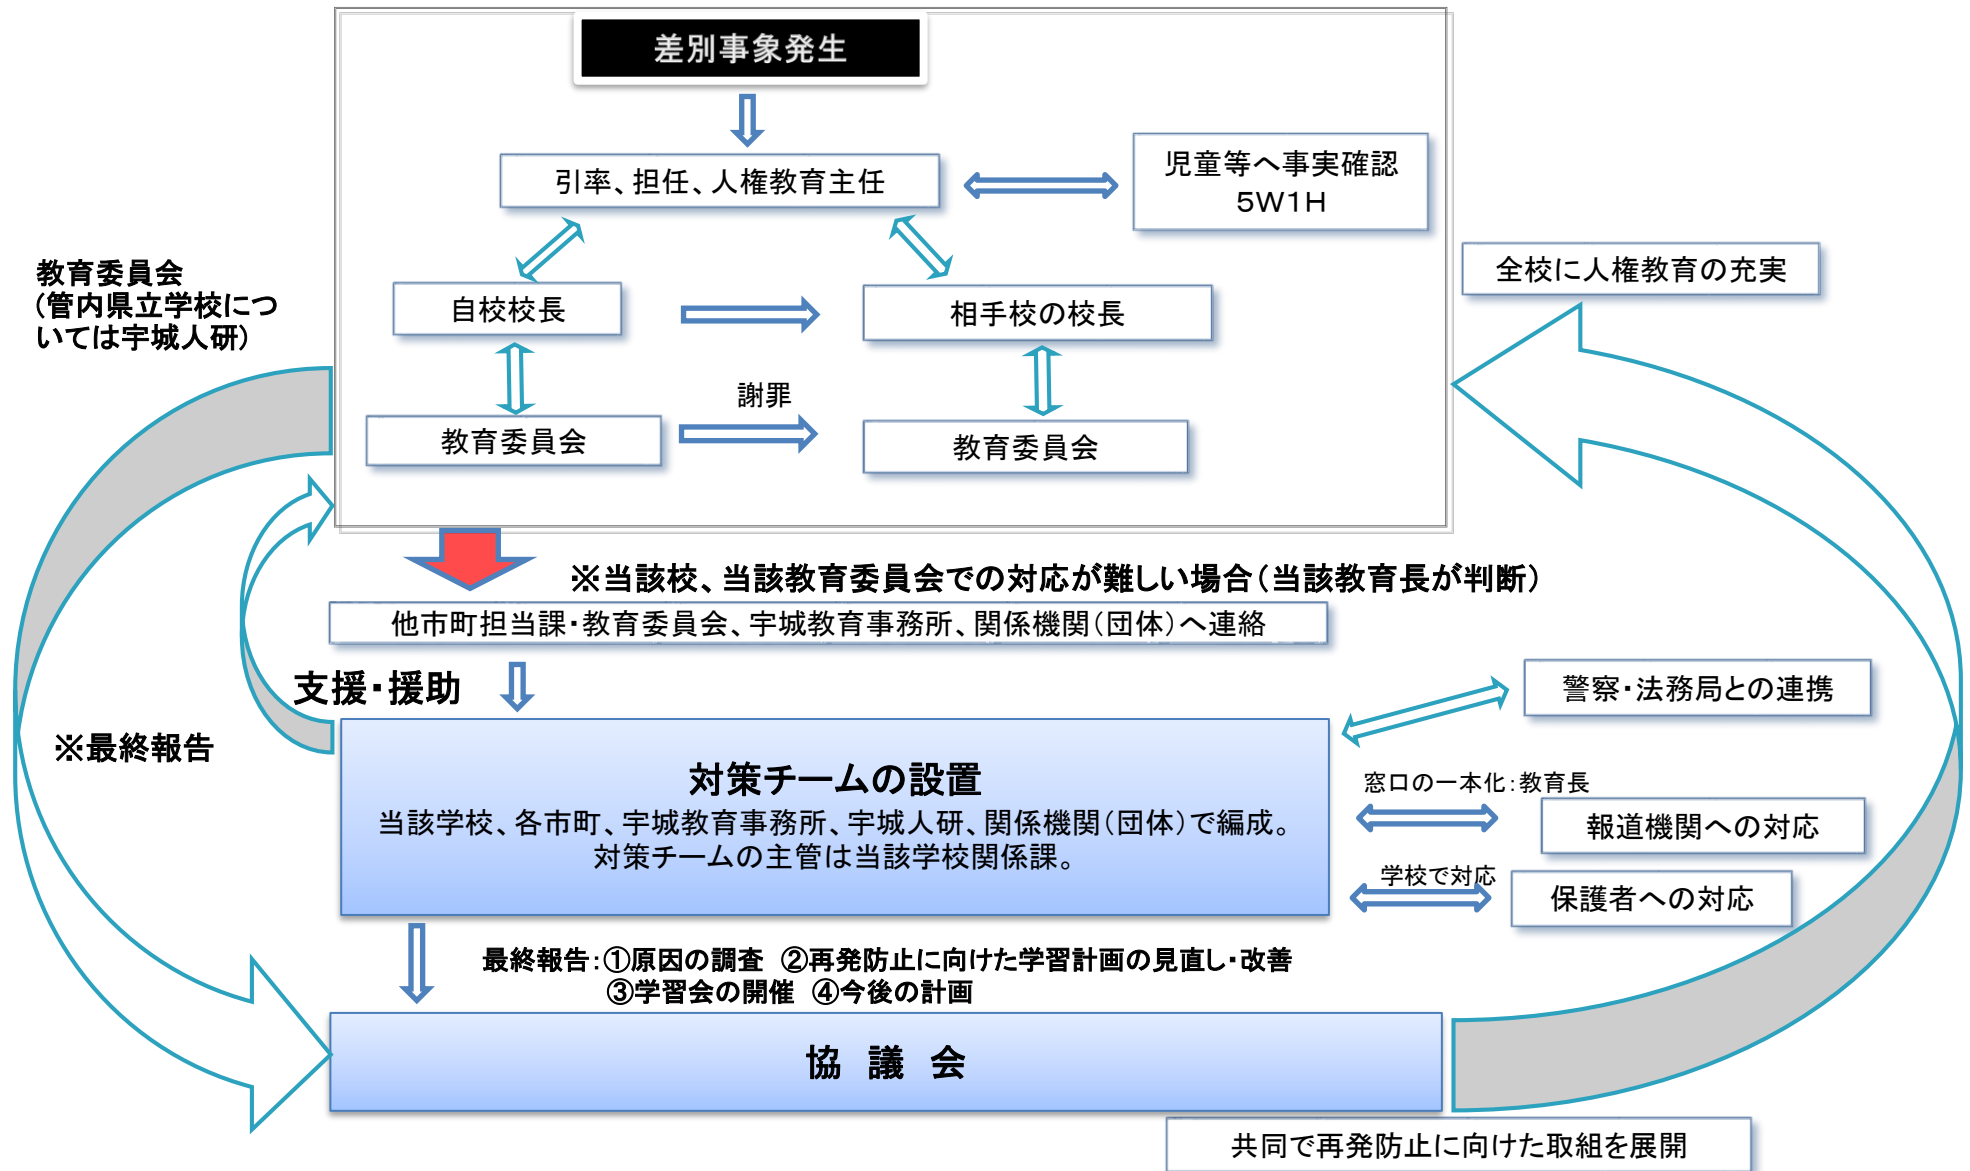 差別事象発生
引率、担任、人権教育主任
児童等へ事実確認
5W1H
教育委員会
(管内県立学校につ
いては宇城人研)
全校に人権教育の充実
自校校長
相手校の校長
謝罪
教育委員会
教育委員会
※当該校、当該教育委員会での対応が難しい場合(当該教育長が判断)
他市町担当課・教育委員会、宇城教育事務所、関係機関(団体)へ連絡
支援・援助
警察・法務局との連携
※最終報告
対策チームの設置
当該学校、各市町、宇城教育事務所、宇城人研、関係機関(団体)で編成。
対策チームの主管は当該学校関係課。
窓口の一本化:教育長
報道機関への対応
学校で対応
保護者への対応
最終報告:①原因の調査 ②再発防止に向けた学習計画の見直し・改善
③学習会の開催 ④今後の計画
協 議 会
共同で再発防止に向けた取組を展開